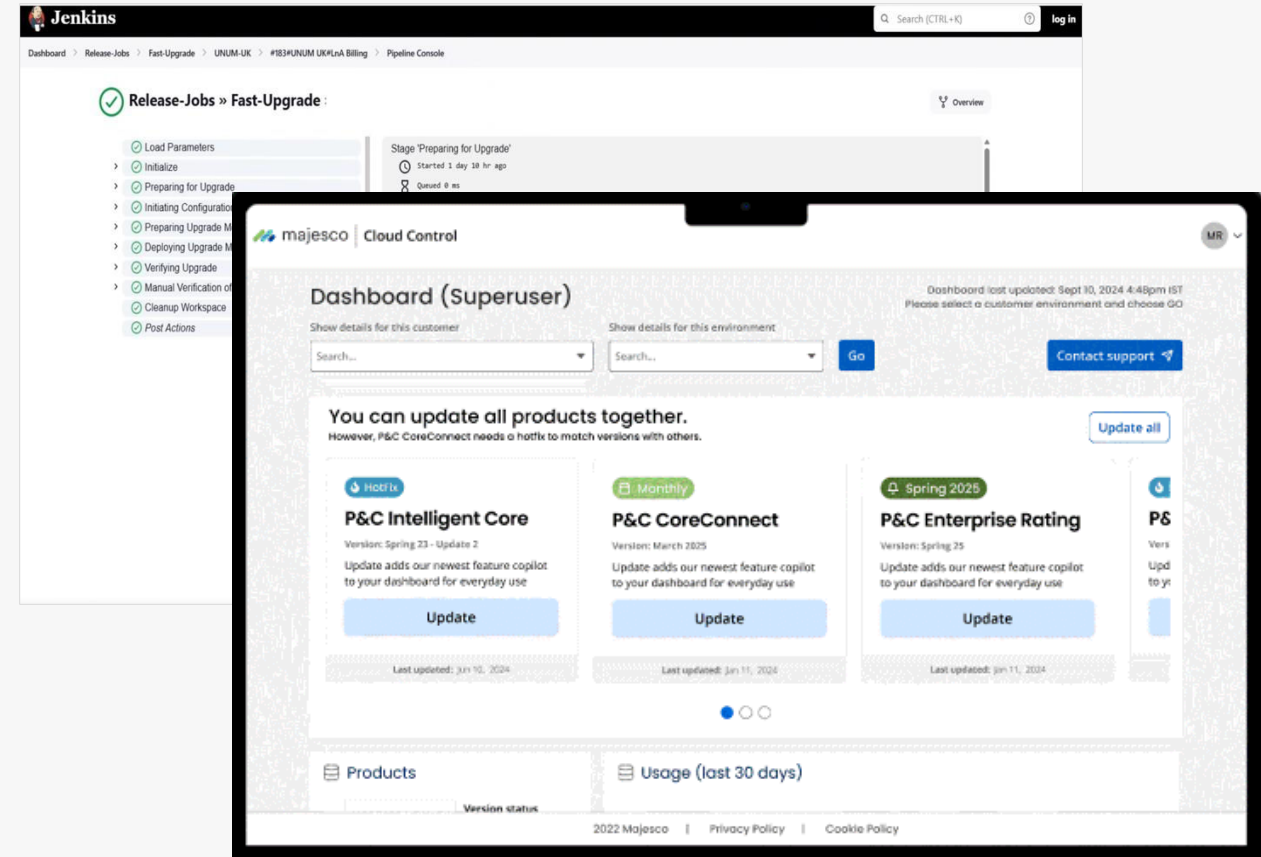 Jenkins
Search (CTRL+K)
log in
Dashboard > Release-Jobs > Fast-Upgrade > UNUM-UK > #183#UNUM UK#LnA Billing > Pipeline Console
Release-Jobs » Fast-Upgrade
Overview
Load Parameters
Initialize
Preparing for Upgrade
Initiating Configuration
Preparing Upgrade M
Deploying Upgrade M
Verifying Upgrade
Manual Verification of
Cleanup Workspace
Post Actions
Stage 'Preparing for Upgrade'
Started 1 day 10 hr ago
Queued 0 ms
majesco | Cloud Control
MR
Dashboard (Superuser)
Dashboard last updated: Sept 10, 2024 4:48pm IST
Please select a customer environment and choose GO
Show details for this customer
Show details for this environment
Search...
Search...
Go
Contact support
You can update all products together.
However, P&C CoreConnect needs a hotfix to match versions with others.
Update all
Hotfix
P&C Intelligent Core
Version: Spring 23 - Update 2
Update adds our newest feature copilot
to your dashboard for everyday use
Update
Last updated: Jun 10, 2024
Monthly
P&C CoreConnect
Version: March 2025
Update adds our newest feature copilot
to your dashboard for everyday use
Update
Last updated: Jun 11, 2024
Spring 2025
P&C Enterprise Rating
Version: Spring 25
Update adds our newest feature copilot
to your dashboard for everyday use
Update
Last updated: Jun 11, 2024
P&
Vers
Upd
to y
Products
Version status
Usage (last 30 days)
2022 Majesco | Privacy Policy | Cookie Policy